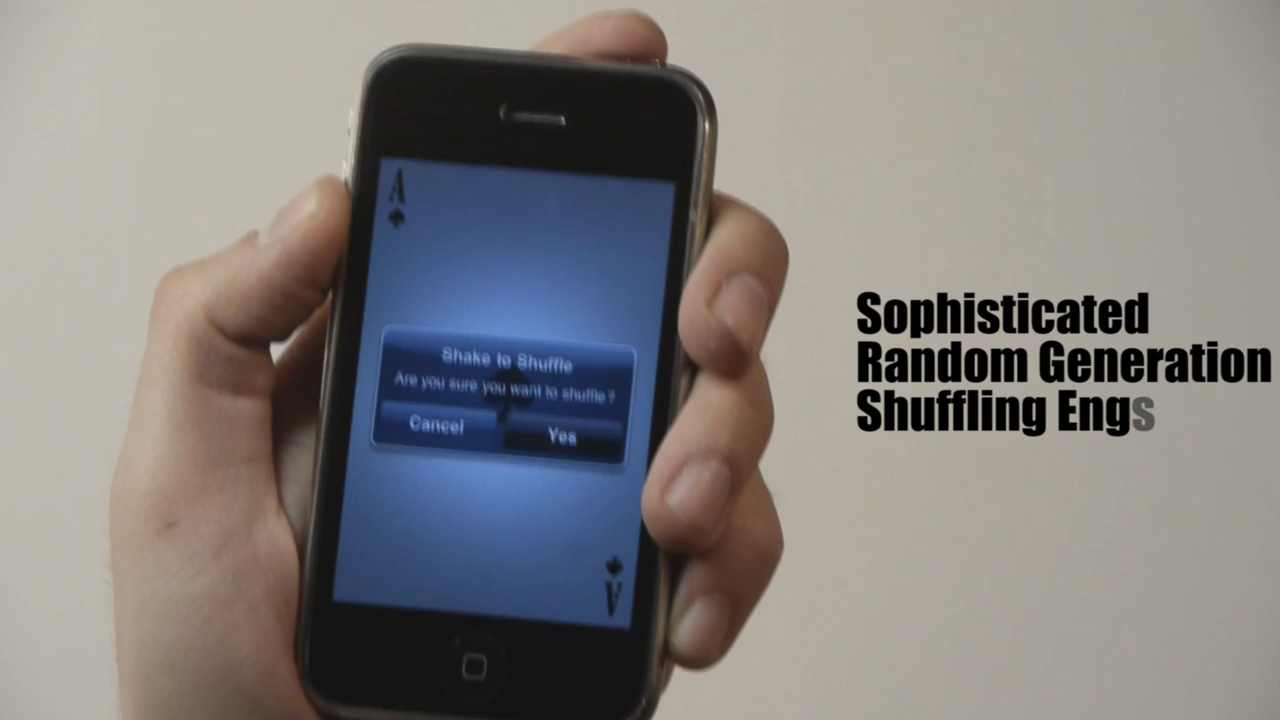 A
Shake to Shuffle
Are you sure you want to shuffle?
Cancel
Yes
A
Sophisticated
Random Generation
Shuffling Engs